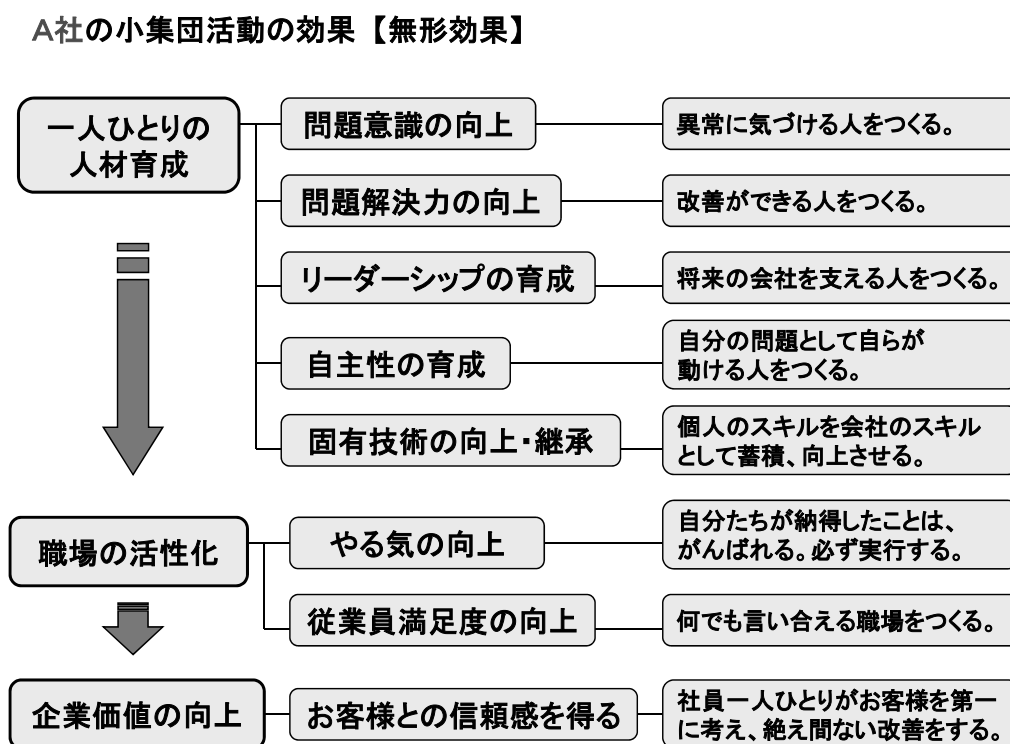 A社の小集団活動の効果【無形効果】
一人ひとりの
人材育成
問題意識の向上
異常に気づける人をつくる。
問題解決力の向上
改善ができる人をつくる。
リーダーシップの育成
将来の会社を支える人をつくる。
自主性の育成
自分の問題として自らが
動ける人をつくる。
固有技術の向上・継承
個人のスキルを会社のスキル
として蓄積、向上させる。
職場の活性化
やる気の向上
自分たちが納得したことは、
がんばれる。必ず実行する。
従業員満足度の向上
何でも言い合える職場をつくる。
企業価値の向上
お客様との信頼感を得る
社員一人ひとりがお客様を第一
に考え、絶え間ない改善をする。